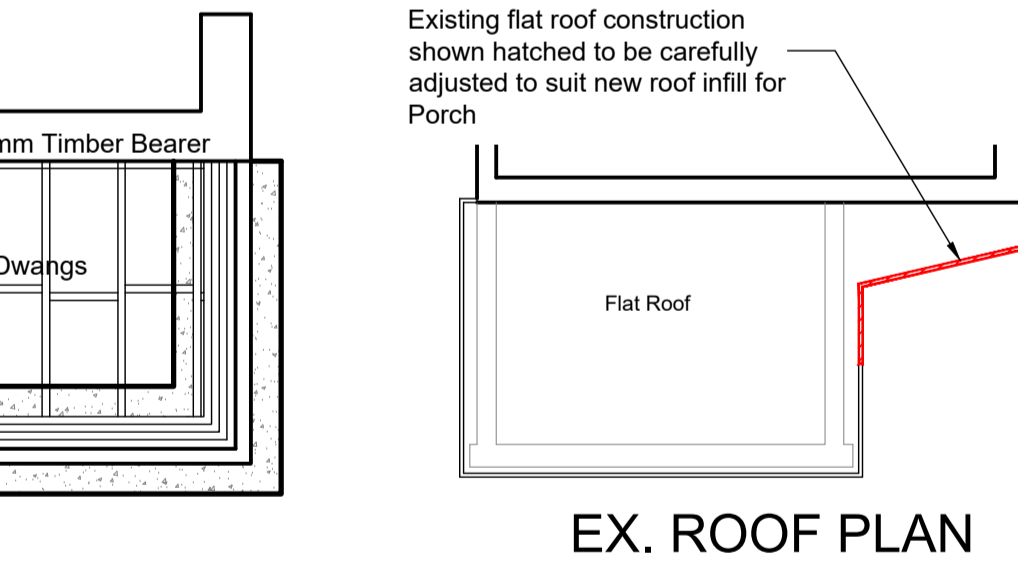 Existing flat roof construction
shown hatched to be carefully
adjusted to suit new roof infill for
Porch
Timber Bearer
Dwangs
Flat Roof
EX. ROOF PLAN